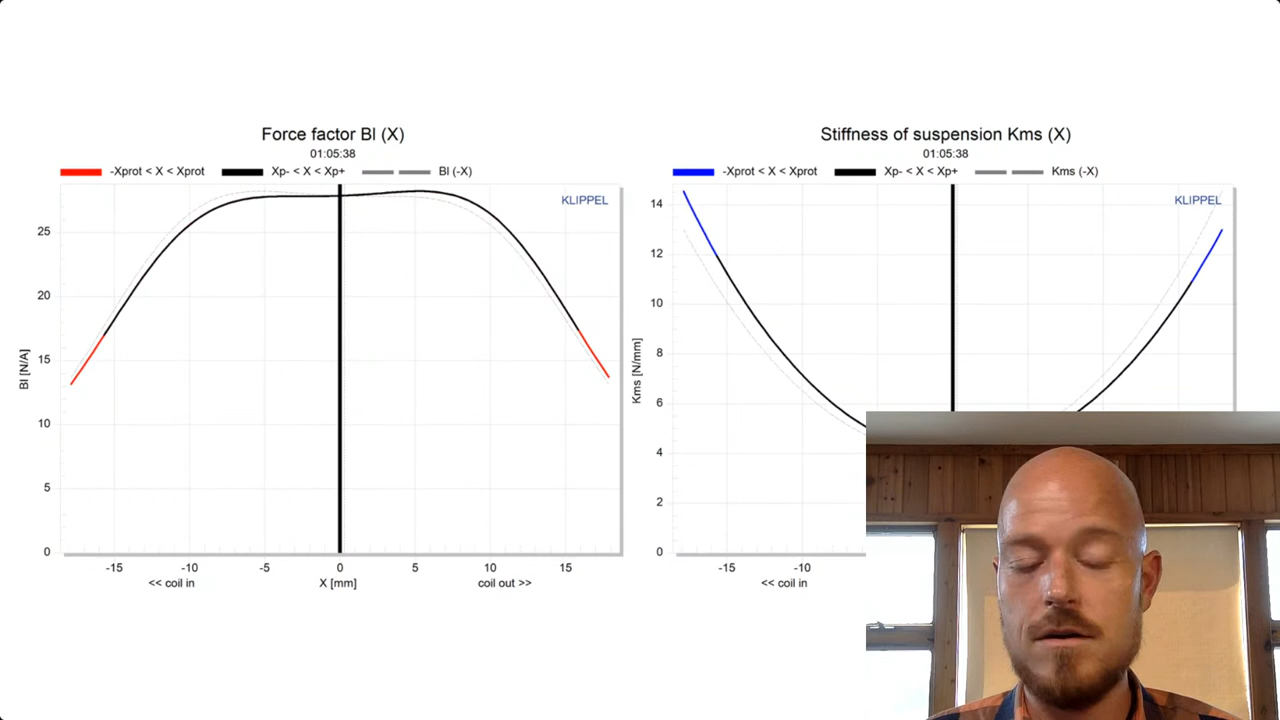 Force factor Bl (X)
01:05:38
-Xprot < X < Xprot Xp- < X < Xp+ Bl (-X)
KLIPPEL
Bl [N/A]
25
20
15
10
5
0
-15 -10 -5 0 5 10 15
<< coil in X [mm] coil out >>
Stiffness of suspension Kms (X)
01:05:38
-Xprot < X < Xprot Xp- < X < Xp+ Kms (-X)
KLIPPEL
Kms [N/mm]
14
12
10
8
6
4
2
0
-15 -10
<< coil in